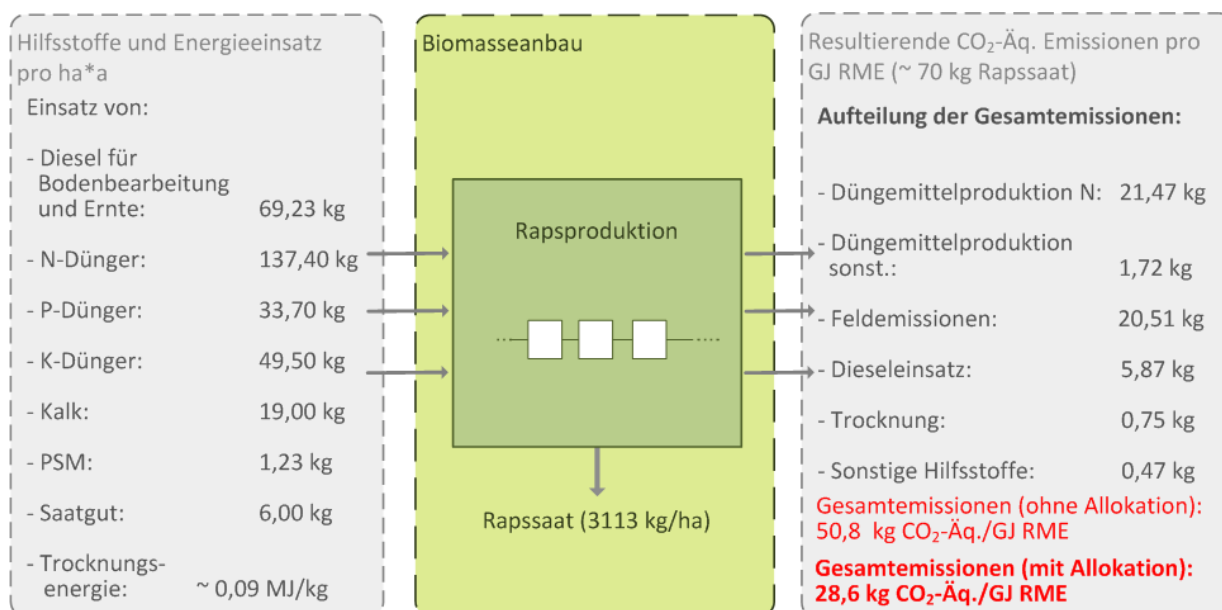 Hilfsstoffe und Energieeinsatz
pro ha*a
Einsatz von:
- Diesel für
Bodenbearbeitung
und Ernte: 69,23 kg
- N-Dünger: 137,40 kg
- P-Dünger: 33,70 kg
- K-Dünger: 49,50 kg
- Kalk: 19,00 kg
- PSM: 1,23 kg
- Saatgut: 6,00 kg
- Trocknungs-
energie: ~ 0,09 MJ/kg
Biomasseanbau
Rapsproduktion
Rapssaat (3113 kg/ha)
Resultierende CO₂-Äq. Emissionen pro
GJ RME (~ 70 kg Rapssaat)
Aufteilung der Gesamtemissionen:
- Düngemittelproduktion N: 21,47 kg
- Düngemittelproduktion
sonst.: 1,72 kg
- Feldemissionen: 20,51 kg
- Dieseleinsatz: 5,87 kg
- Trocknung: 0,75 kg
- Sonstige Hilfsstoffe: 0,47 kg
Gesamtemissionen (ohne Allokation):
50,8 kg CO₂-Äq./GJ RME
Gesamtemissionen (mit Allokation):
28,6 kg CO₂-Äq./GJ RME